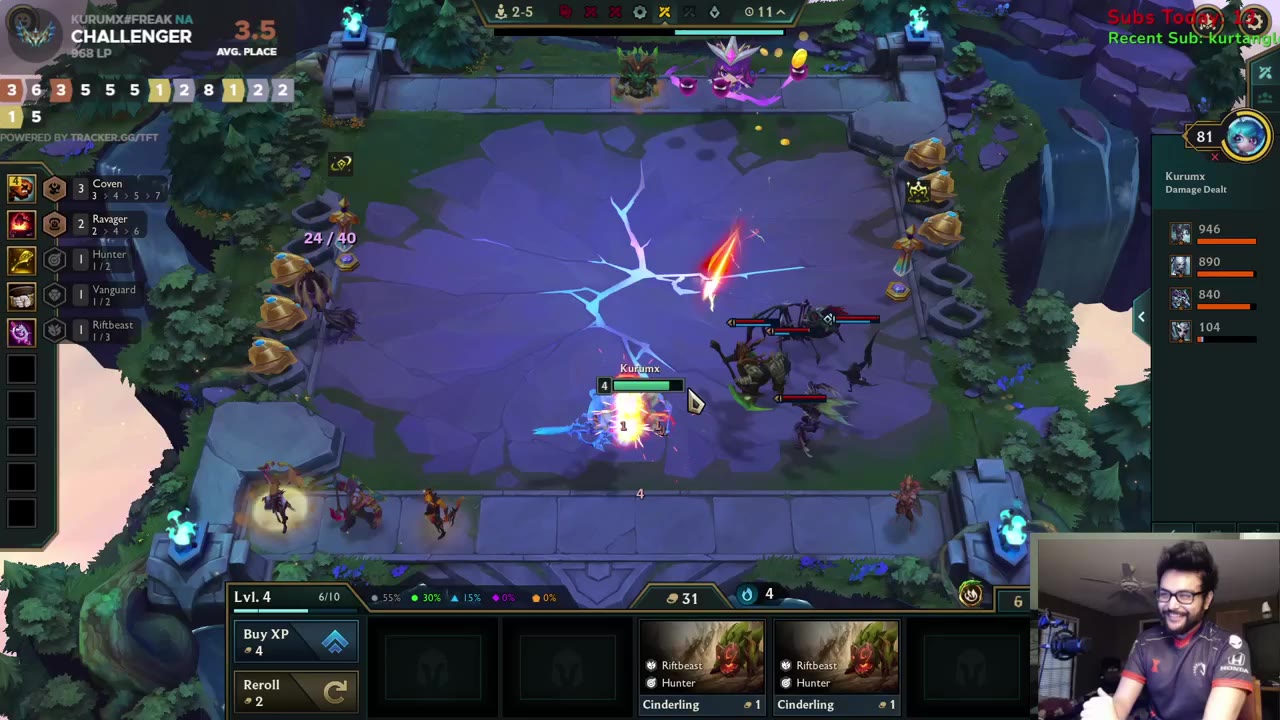 KURUMX#FREAK NA
CHALLENGER
968 LP
3.5
AVG. PLACE
3 6 3 5 5 5 1 2 8 1 2 2
1 5
POWERED BY TRACKER.GG/TFT
2-5
11
Subs Today: 1
Recent Sub: kurtangl
4
3
Coven
3 > 4 > 5 > 7
2
Ravager
2 > 4 > 6
1
Hunter
1 / 2
1
Vanguard
1 / 2
1
Riftbeast
1 / 3
24 / 40
81
Kurumx
Damage Dealt
946
890
840
104
Kurumx
4
1
4
Lvl. 4
6/10
55%
30%
15%
0%
0%
31
4
6
Buy XP
4
Reroll
2
Riftbeast
Hunter
Cinderling
1
Riftbeast
Hunter
Cinderling
1
HONDA